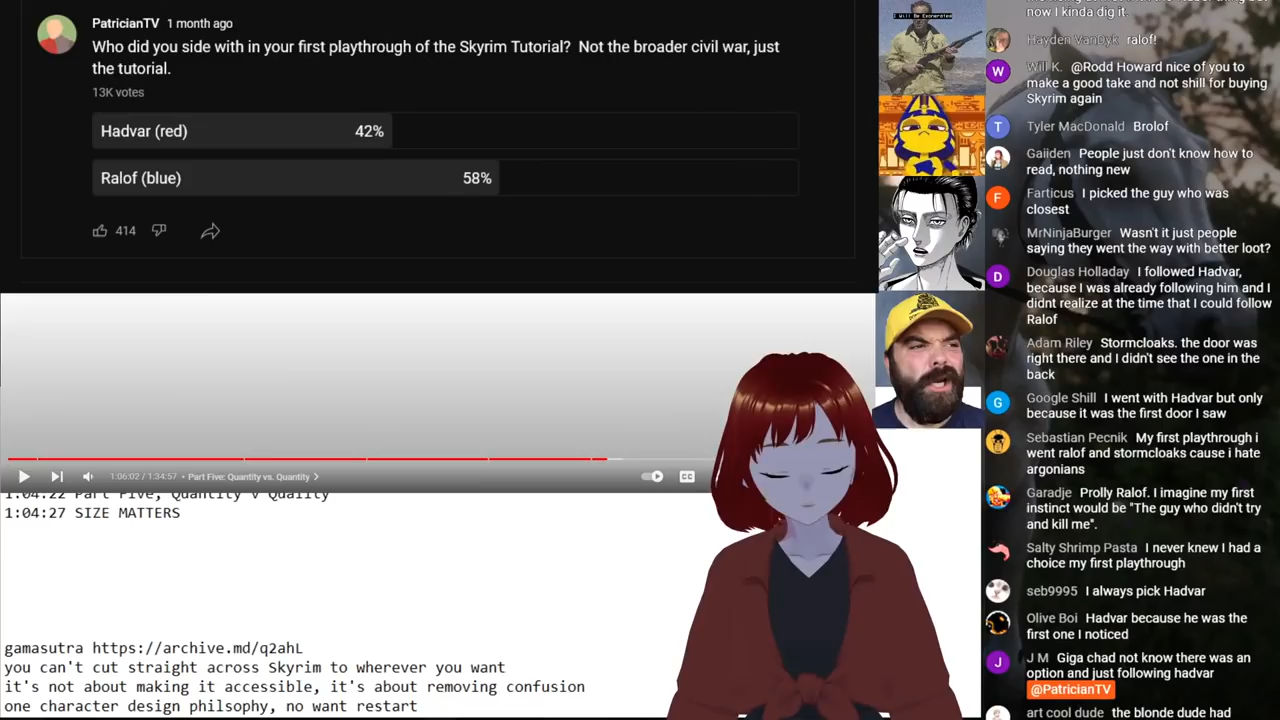 PatricianTV 1 month ago
Who did you side with in your first playthrough of the Skyrim Tutorial? Not the broader civil war, just
the tutorial.
13K votes
Hadvar (red) 42%
Ralof (blue) 58%
414
1:06:02 / 1:34:57 • Part Five: Quantity vs. Quantity
CC
1:04:22 Part Five, Quantity v Quality
1:04:27 SIZE MATTERS
gamasutra https://archive.md/q2ahL
you can't cut straight across Skyrim to wherever you want
it's not about making it accessible, it's about removing confusion
one character design philsophy, no want restart
I Will Be Exonerated
now I kinda dig it.
Hayden VanDyk ralof!
W
Will K. @Rodd Howard nice of you to
make a good take and not shill for buying
Skyrim again
T
Tyler MacDonald Brolof
Gaiiden People just don't know how to
read, nothing new
F
Farticus I picked the guy who was
closest
MrNinjaBurger Wasn't it just people
saying they went the way with better loot?
D
Douglas Holladay I followed Hadvar,
because I was already following him and I
didnt realize at the time that I could follow
Ralof
Adam Riley Stormcloaks. the door was
right there and I didn't see the one in the
back
G
Google Shill I went with Hadvar but only
because it was the first door I saw
Sebastian Pecnik My first playthrough i
went ralof and stormcloaks cause i hate
argonians
Garadje Prolly Ralof. I imagine my first
instinct would be "The guy who didn't try
and kill me".
Salty Shrimp Pasta I never knew I had a
choice my first playthrough
seb9995 I always pick Hadvar
Olive Boi Hadvar because he was the
first one I noticed
J
J M Giga chad not know there was an
option and just following hadvar
@PatricianTV
art cool dude the blonde dude had